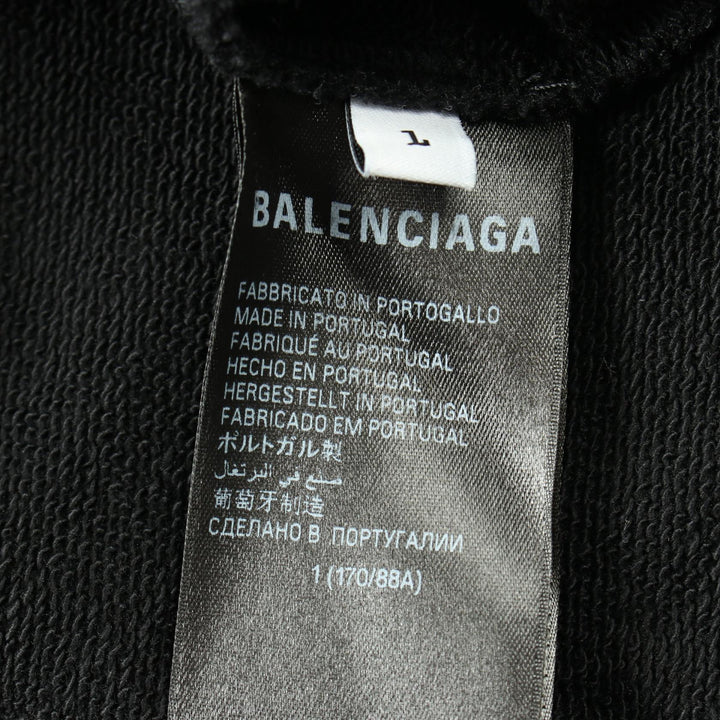 1
BALENCIAGA
FABBRICATO IN PORTOGALLO
MADE IN PORTUGAL
FABRIQUÉ AU PORTUGAL
HECHO EN PORTUGAL
HERGESTELLT IN PORTUGAL
FABRICADO EM PORTUGAL
ポルトガル製
صنع في البرتغال
葡萄牙制造
СДЕЛАНО В ПОРТУГАЛИИ
1 (170/88A)